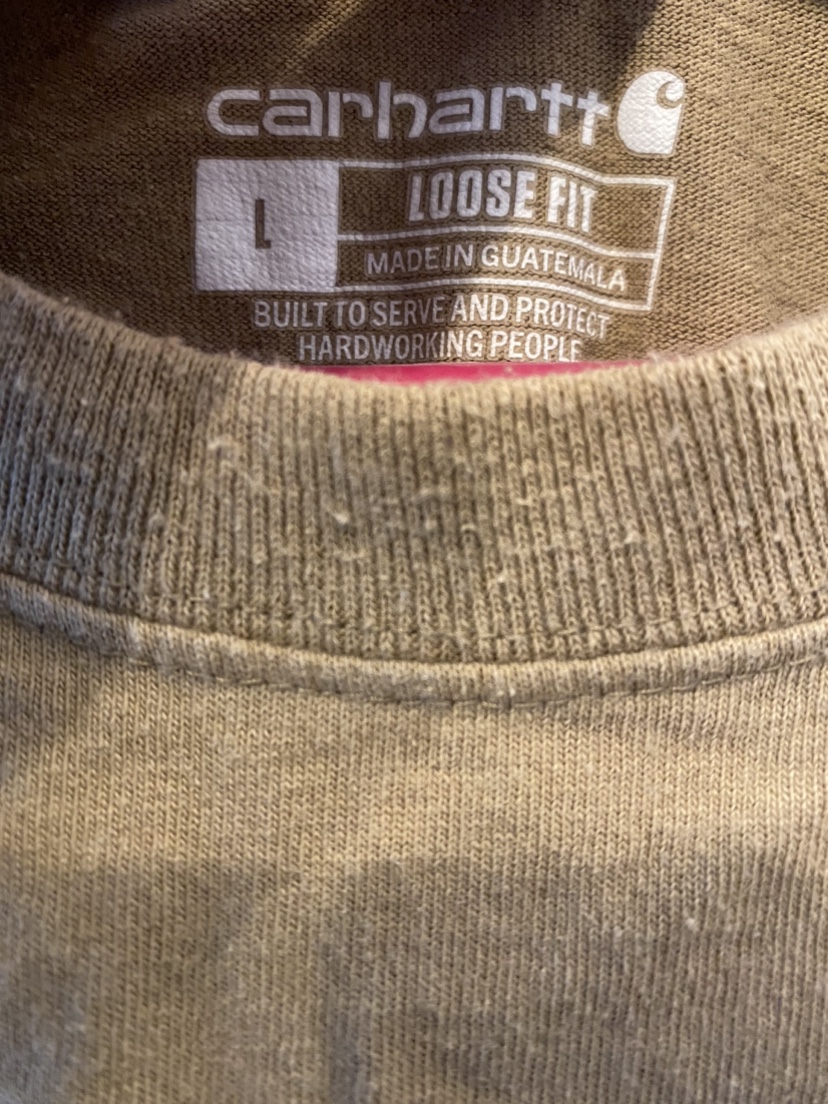 carhartt
L
LOOSE FIT
MADE IN GUATEMALA
BUILT TO SERVE AND PROTECT
HARDWORKING PEOPLE